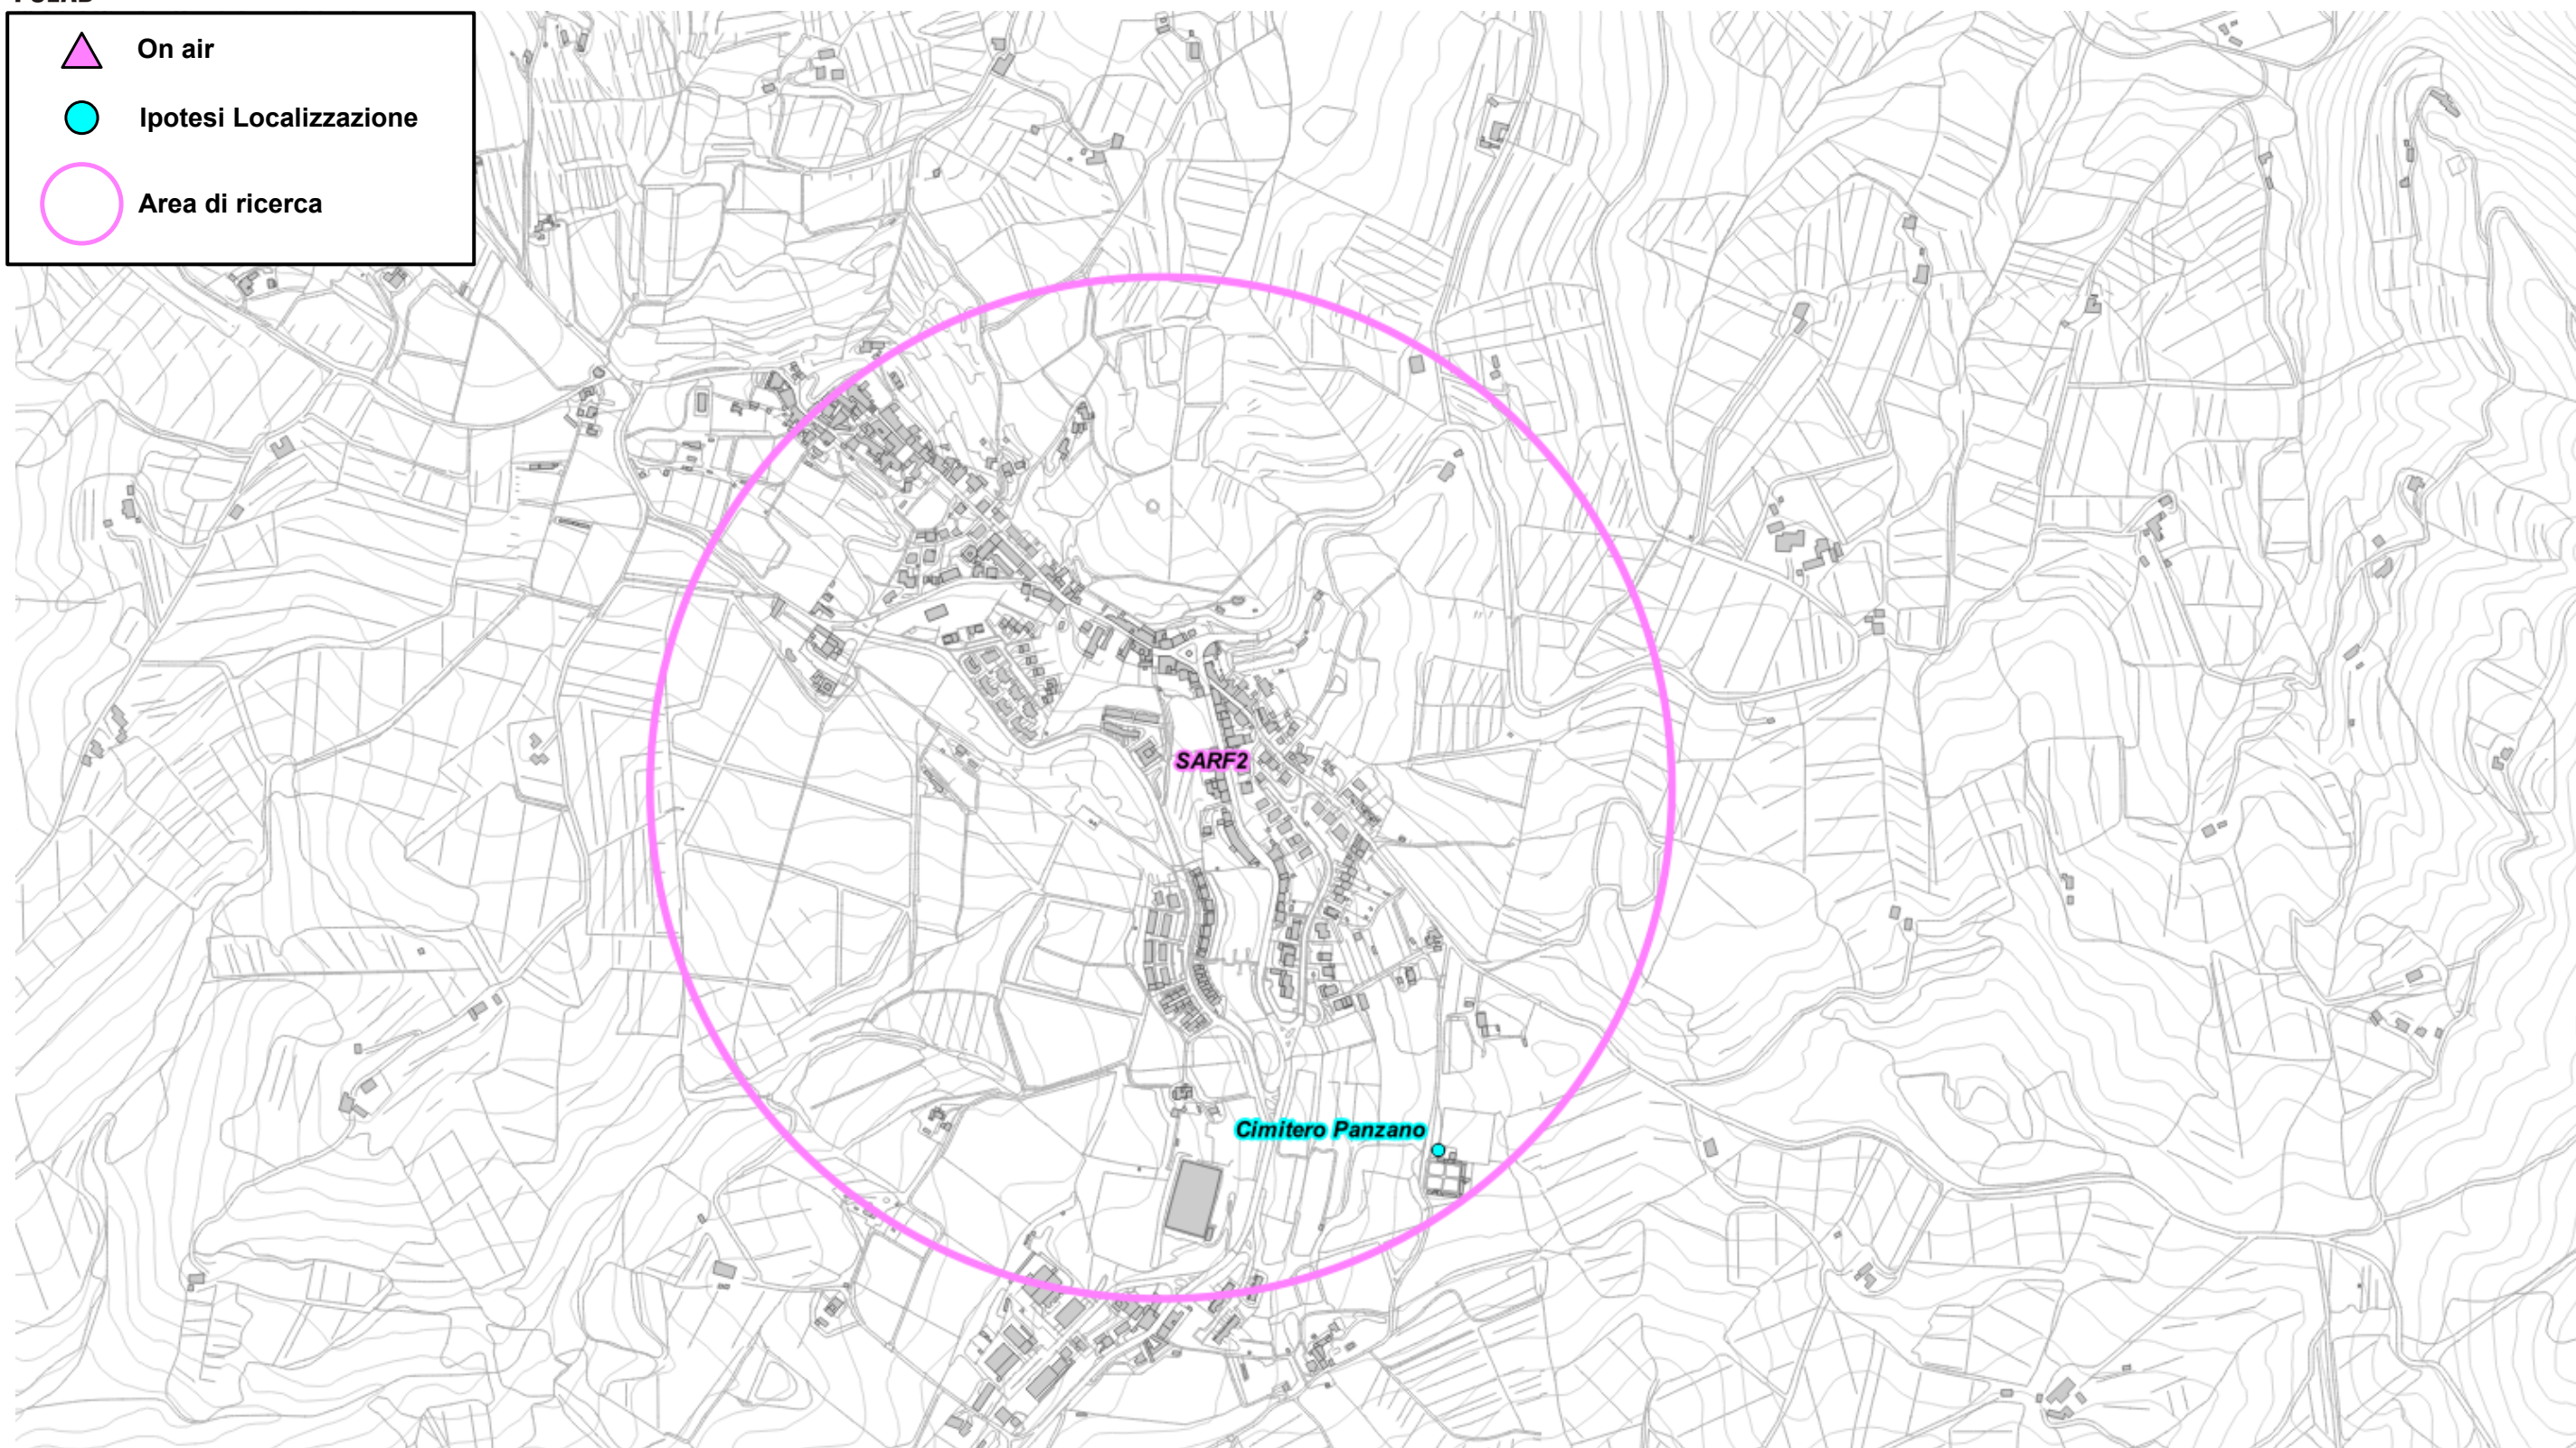 On air
Ipotesi Localizzazione
Area di ricerca
SARF2
Cimitero Panzano